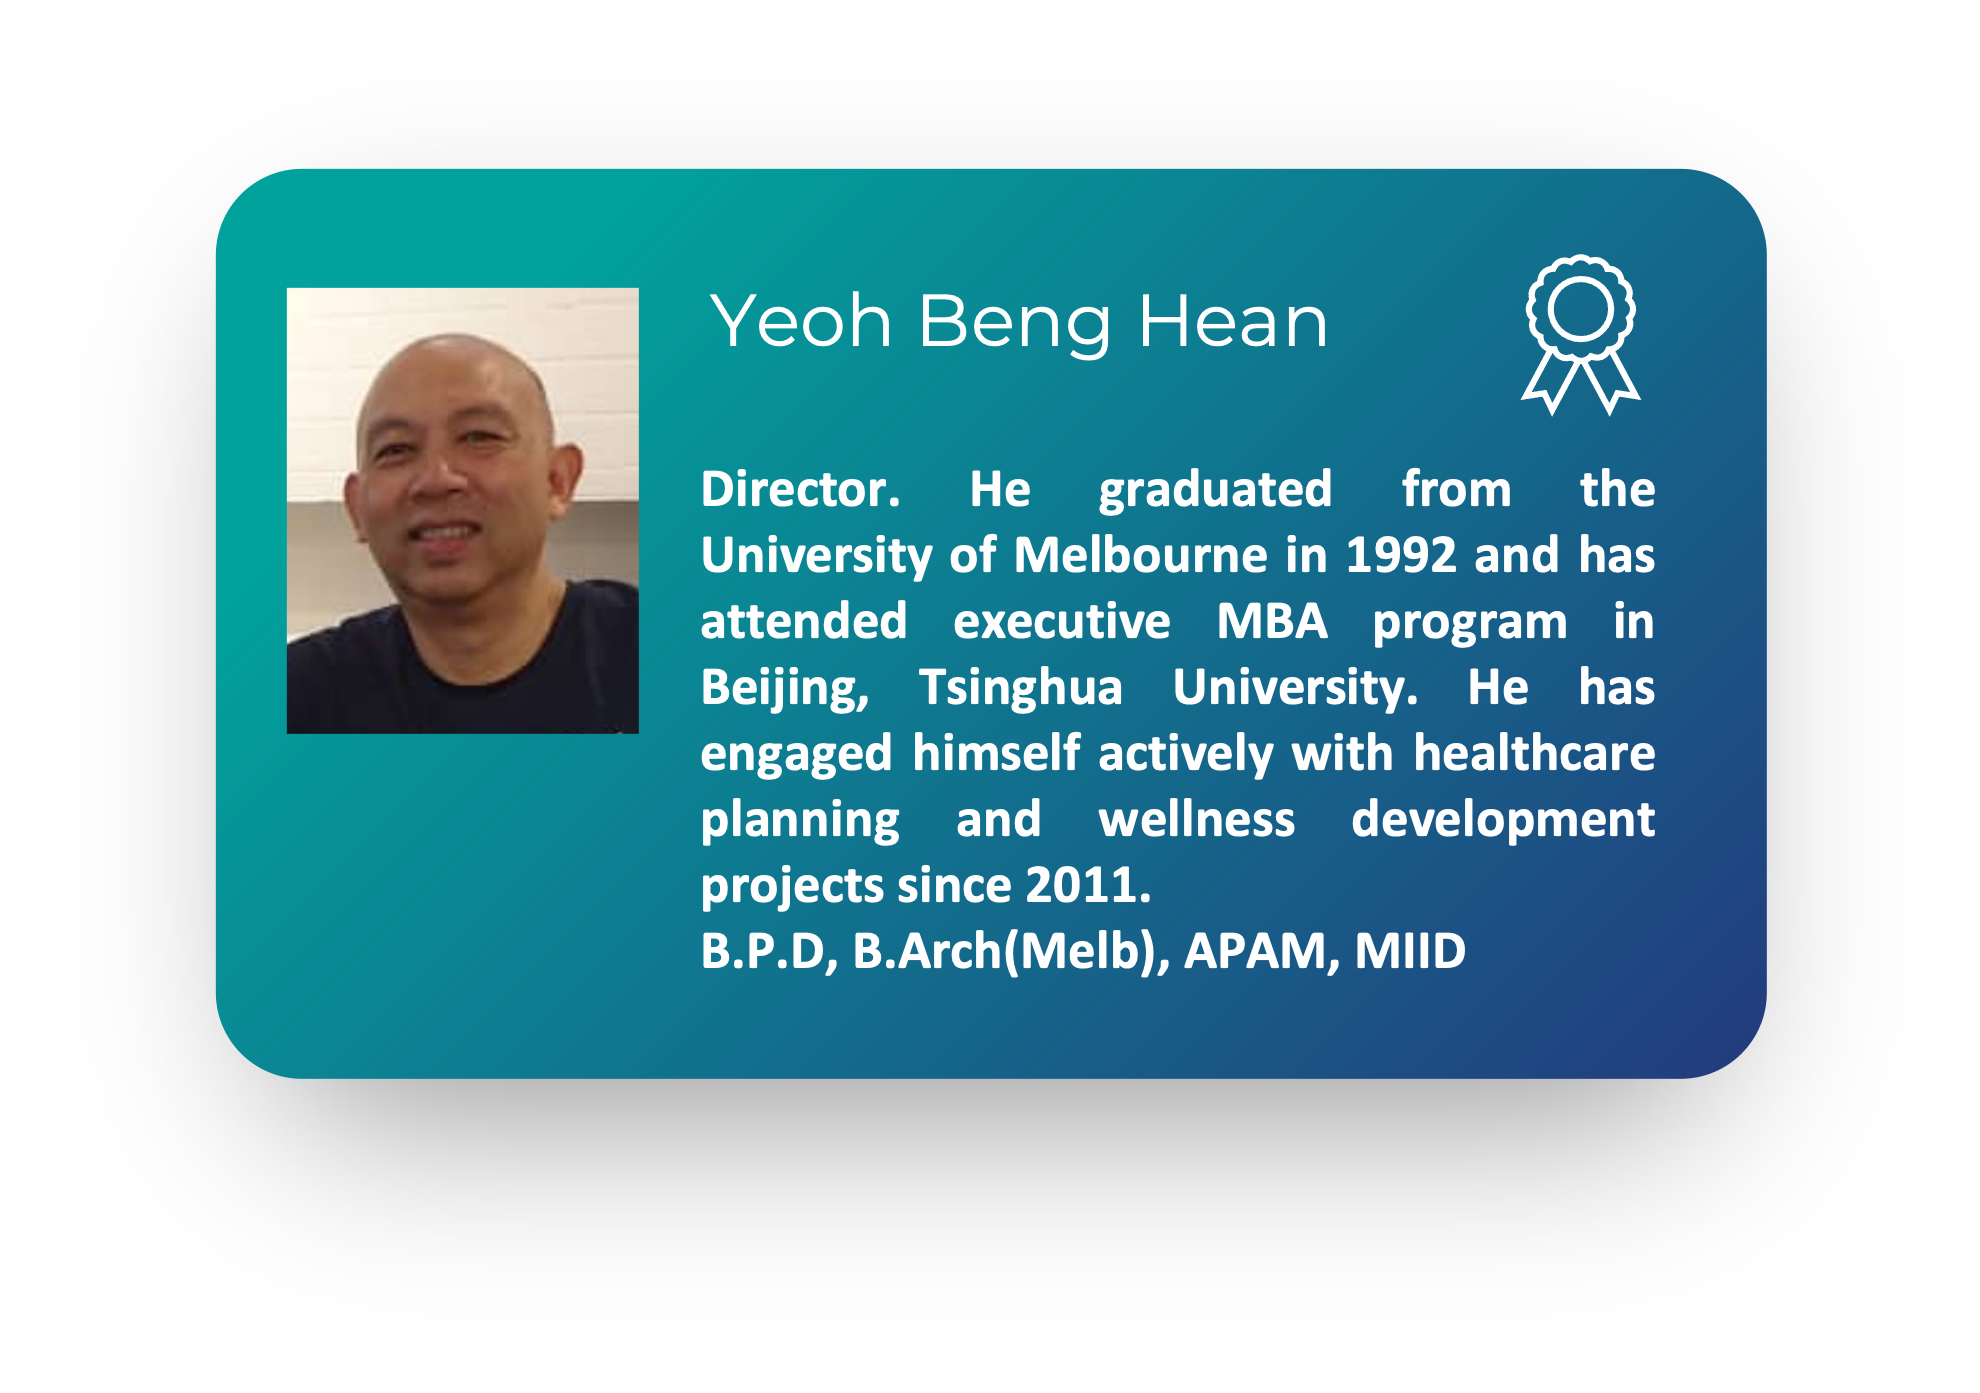 Yeoh Beng Hean
Director. He graduated from the
University of Melbourne in 1992 and has
attended executive MBA program in
Beijing, Tsinghua University. He has
engaged himself actively with healthcare
planning and wellness development
projects since 2011.
B.P.D, B.Arch(Melb), APAM, MIID